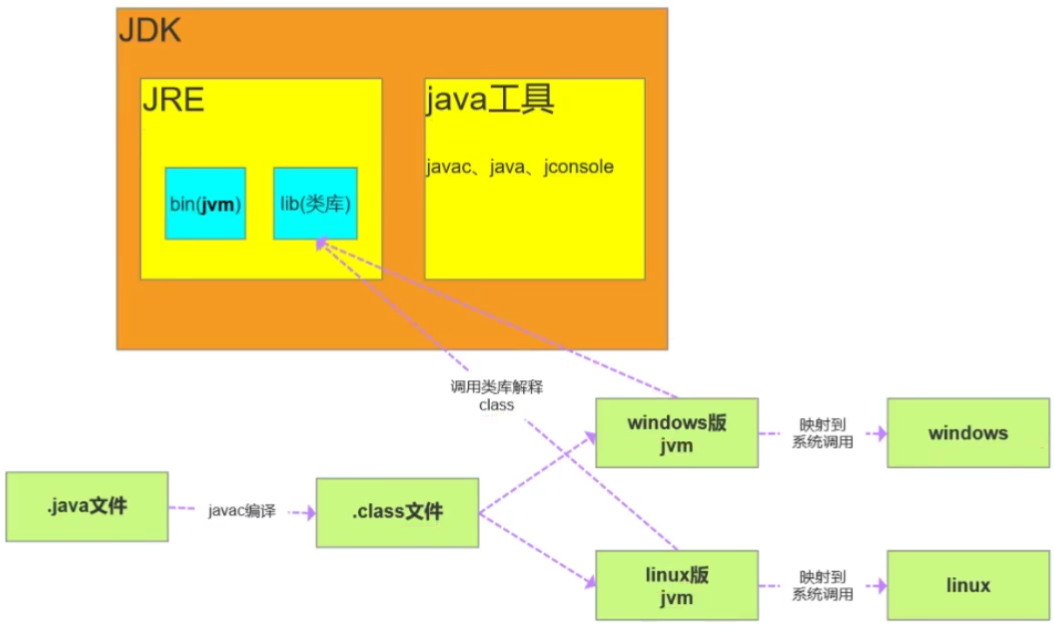 JDK
JRE
java工具
javac、java、jconsole
bin(jvm)
lib(类库)
调用类库解释
class
windows版
jvm
映射到
系统调用
windows
.java文件
javac编译
.class文件
linux版
jvm
映射到
系统调用
linux